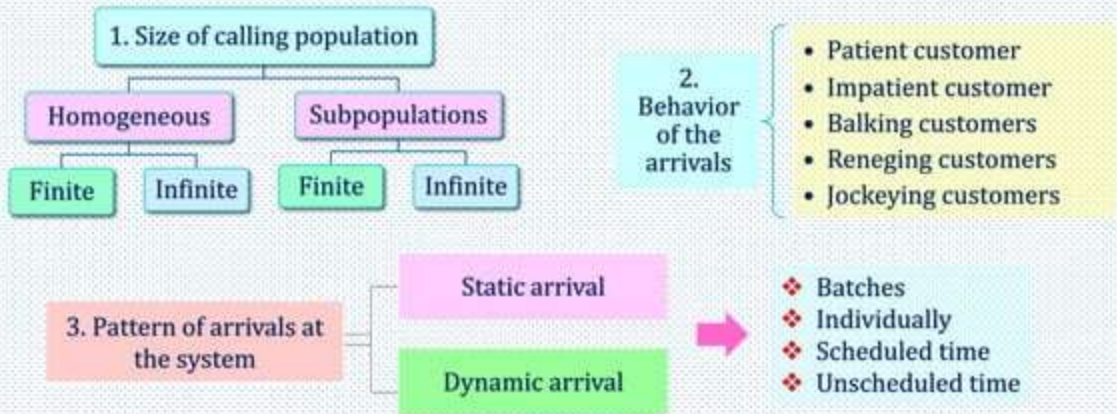 1. Size of calling population
Homogeneous
Subpopulations
Finite
Infinite
Finite
Infinite
2.
Behavior
of the
arrivals
• Patient customer
• Impatient customer
• Balking customers
• Reneging customers
• Jockeying customers
3. Pattern of arrivals at
the system
Static arrival
Dynamic arrival
❖ Batches
❖ Individually
❖ Scheduled time
❖ Unscheduled time